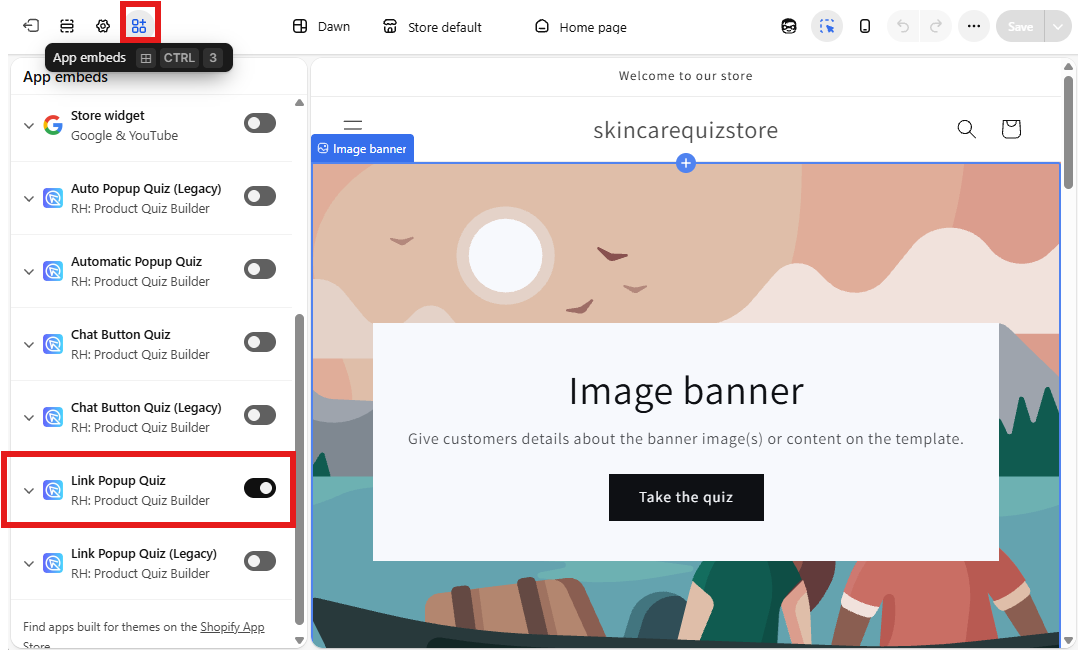 Dawn
Store default
Home page
Save
App embeds
CTRL
3
App embeds
Store widget
Google & YouTube
Auto Popup Quiz (Legacy)
RH: Product Quiz Builder
Automatic Popup Quiz
RH: Product Quiz Builder
Chat Button Quiz
RH: Product Quiz Builder
Chat Button Quiz (Legacy)
RH: Product Quiz Builder
Link Popup Quiz
RH: Product Quiz Builder
Link Popup Quiz (Legacy)
RH: Product Quiz Builder
Find apps built for themes on the Shopify App
Store.
Welcome to our store
skincarequizstore
Image banner
Image banner
Give customers details about the banner image(s) or content on the template.
Take the quiz